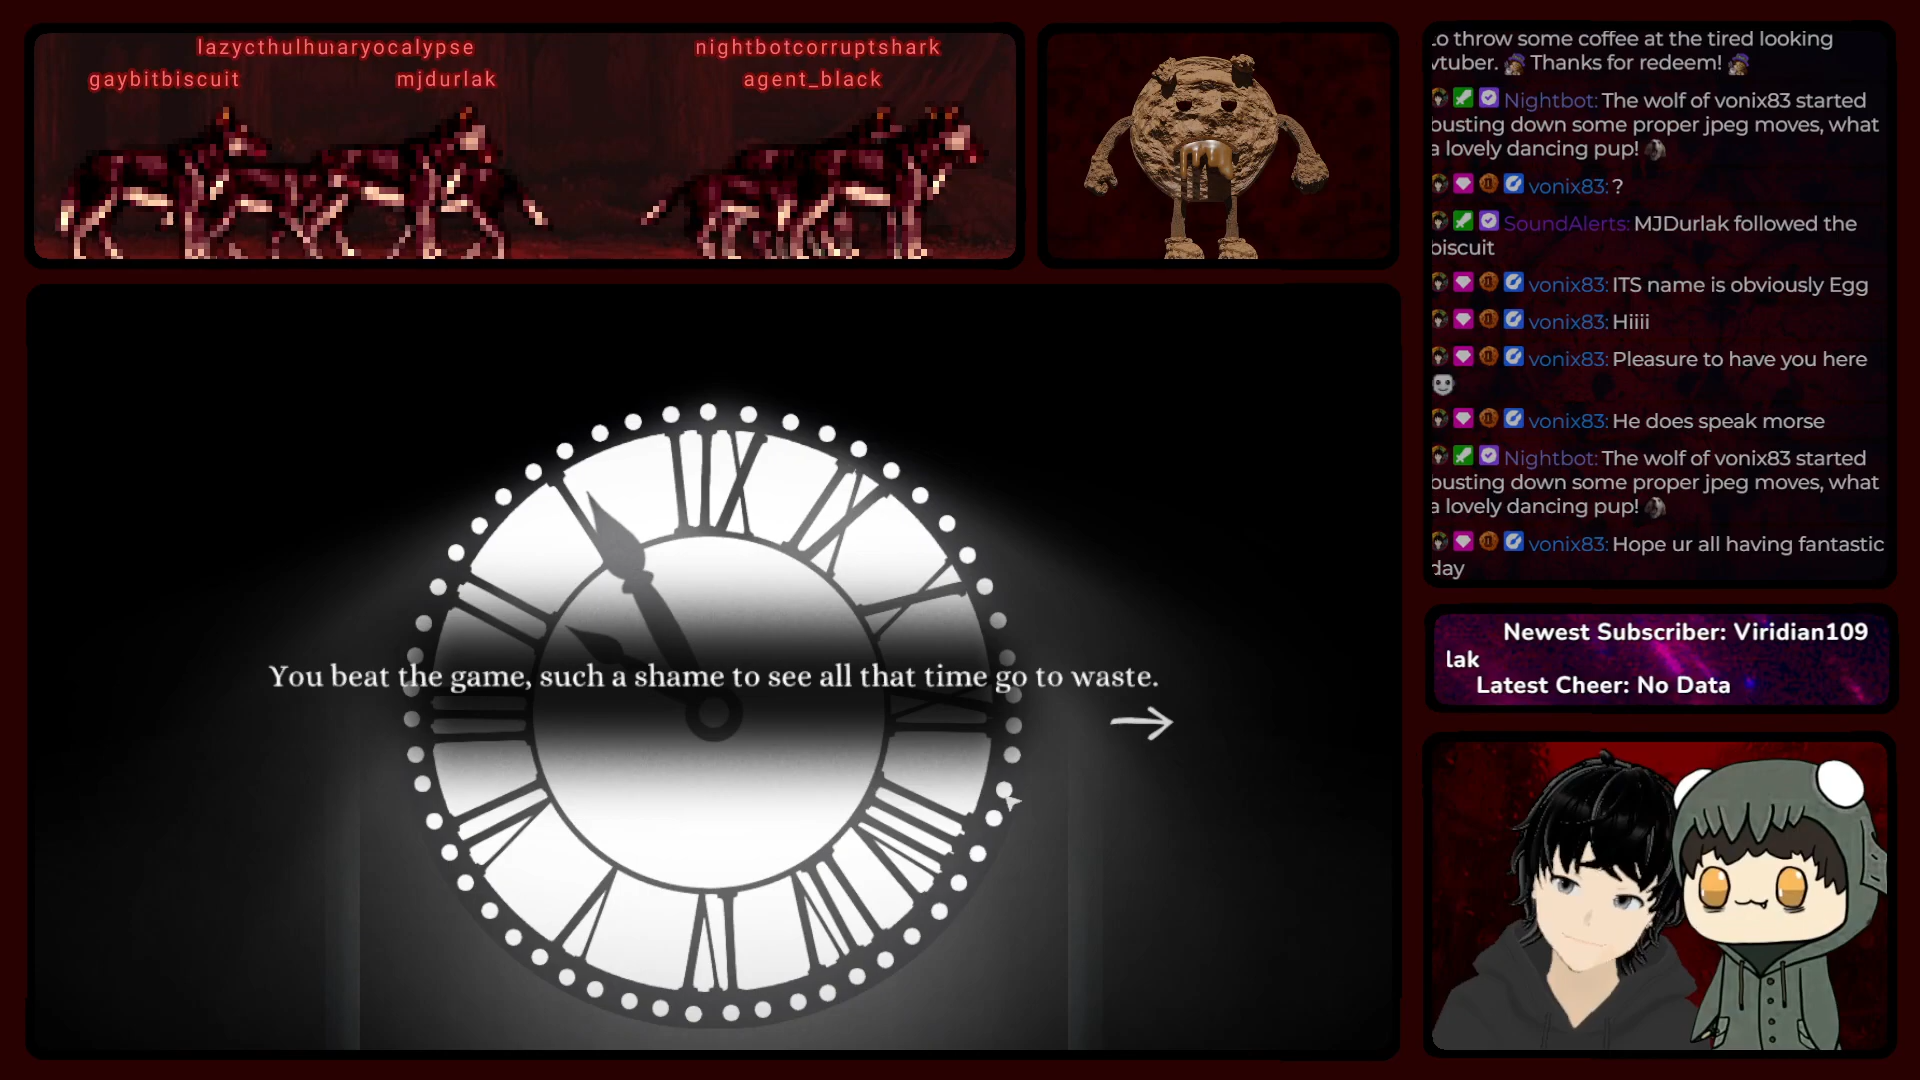 lazycthulhu aryocalypse
gaybitbiscuit mjdurlak
nightbotcorruptshark
agent_black
to throw some coffee at the tired looking
vtuber. Thanks for redeem!
Nightbot: The wolf of vonix83 started
busting down some proper jpeg moves, what
a lovely dancing pup!
vonix83: ?
SoundAlerts: MJDurlak followed the
biscuit
vonix83: ITS name is obviously Egg
vonix83: Hiiii
vonix83: Pleasure to have you here
vonix83: He does speak morse
Nightbot: The wolf of vonix83 started
busting down some proper jpeg moves, what
a lovely dancing pup!
vonix83: Hope ur all having fantastic
day
You beat the game, such a shame to see all that time go to waste.
Newest Subscriber: Viridian109
lak
Latest Cheer: No Data